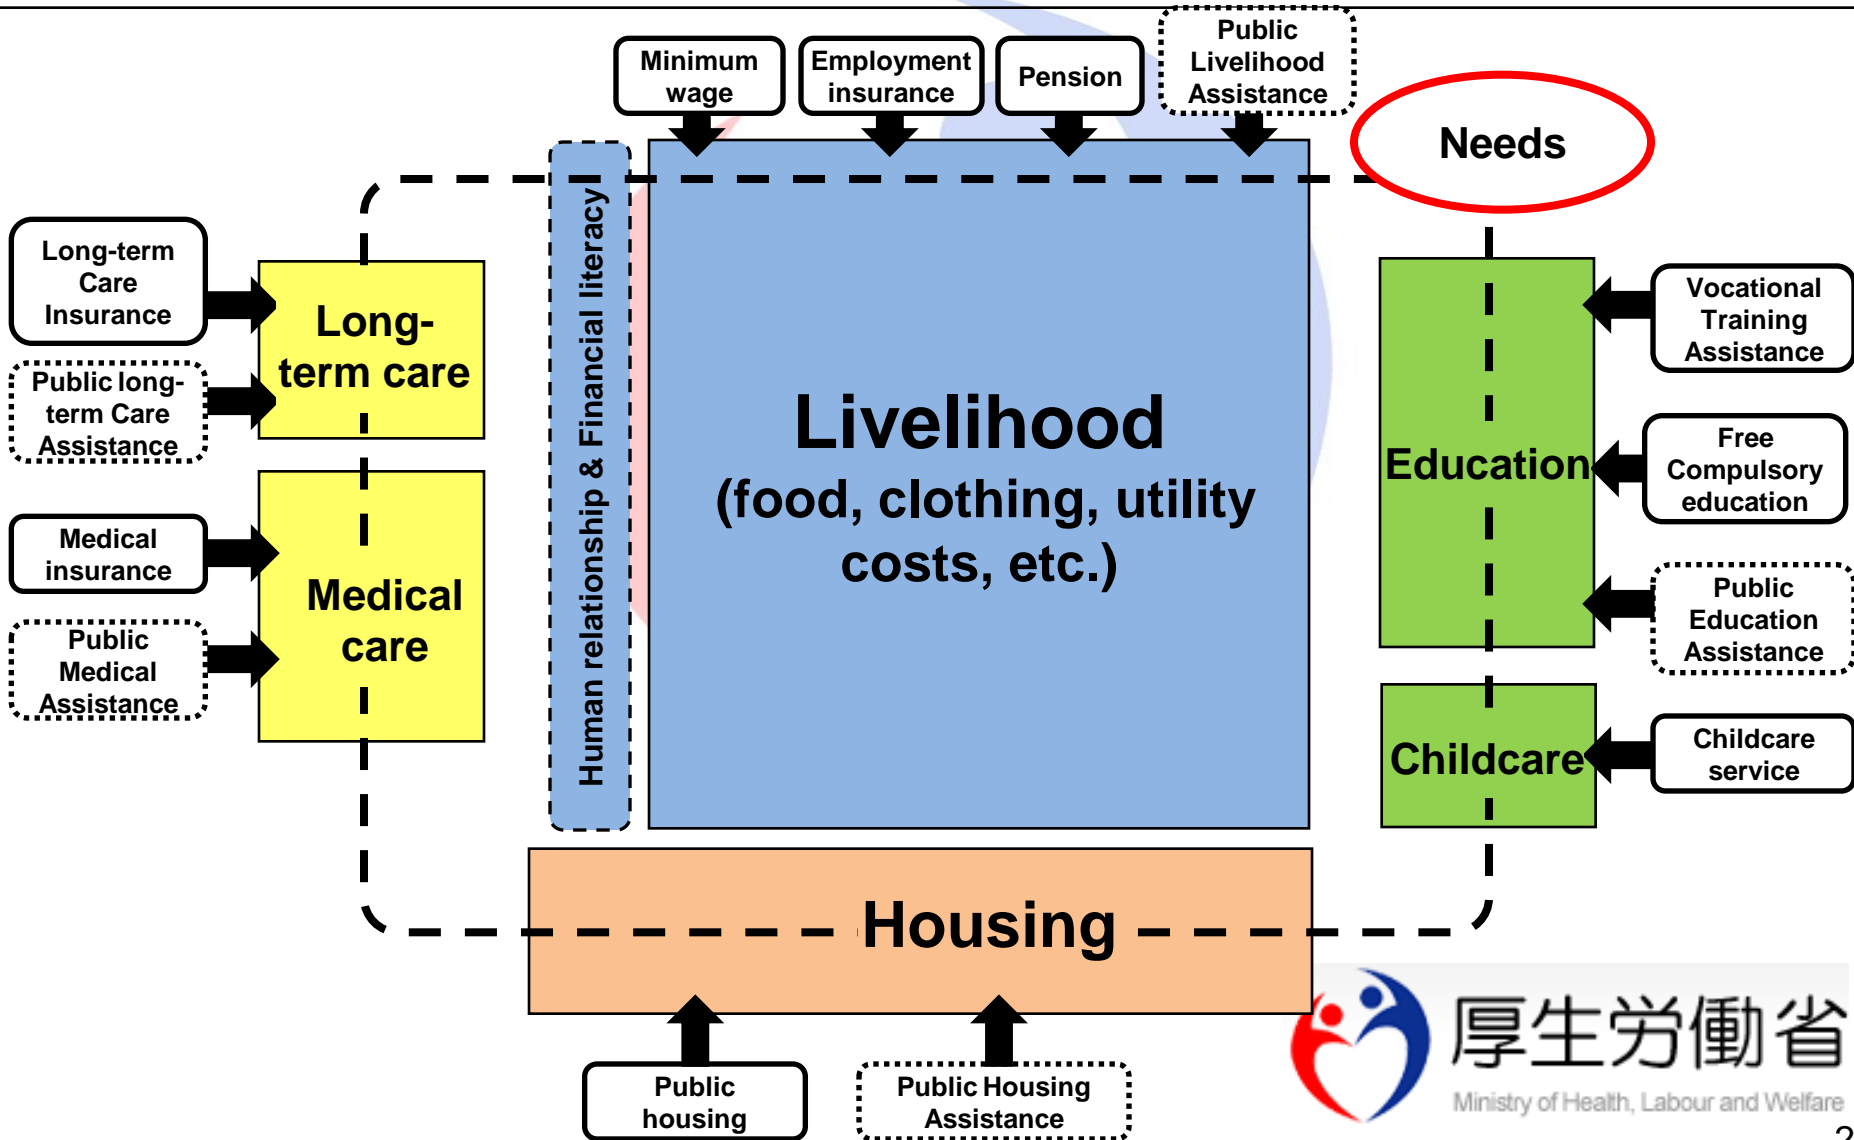 Minimum
wage
Employment
insurance
Pension
Public
Livelihood
Assistance
Needs
Long-term
Care
Insurance
Public long-
term Care
Assistance
Medical
insurance
Public
Medical
Assistance
Long-
term care
Medical
care
Human relationship & Financial literacy
Livelihood
(food, clothing, utility
costs, etc.)
Education
Childcare
Vocational
Training
Assistance
Free
Compulsory
education
Public
Education
Assistance
Childcare
service
Housing
Public
housing
Public Housing
Assistance
厚生労働省
Ministry of Health, Labour and Welfare
2